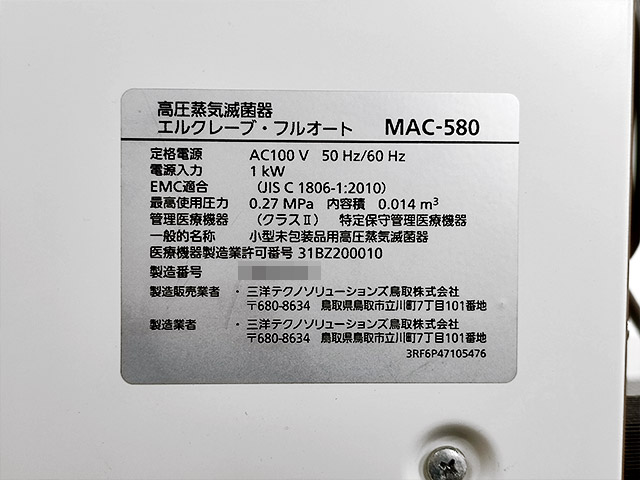 高圧蒸気滅菌器
エルクレーブ・フルオート MAC-580
定格電源 AC100 V 50 Hz/60 Hz
電源入力 1 kW
EMC適合 (JIS C 1806-1:2010)
最高使用圧力 0.27 MPa 内容積 0.014 m³
管理医療機器 (クラスⅡ) 特定保守管理医療機器
一般的名称 小型未包装品用高圧蒸気滅菌器
医療機器製造業許可番号 31BZ200010
製造番号
製造販売業者 ・ 三洋テクノソリューションズ鳥取株式会社
〒680-8634 鳥取県鳥取市立川町7丁目101番地
製造業者 ・ 三洋テクノソリューションズ鳥取株式会社
〒680-8634 鳥取県鳥取市立川町7丁目101番地
3RF6P47105476